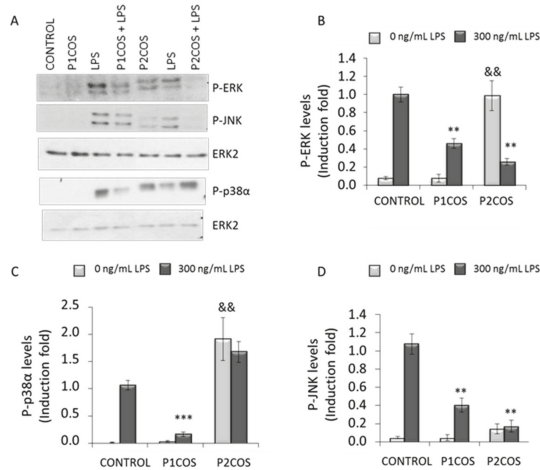 A
CONTROL
P1COS
LPS
P1COS + LPS
P2COS
LPS
P2COS + LPS
P-ERK
P-JNK
ERK2
P-p38α
ERK2
B
0 ng/mL LPS
300 ng/mL LPS
P-ERK levels
(Induction fold)
1.4
1.2
1.0
0.8
0.6
0.4
0.2
0.0
&&
**
**
CONTROL
P1COS
P2COS
C
0 ng/mL LPS
300 ng/mL LPS
P-p38α levels
(Induction fold)
2.5
2.0
1.5
1.0
0.5
0.0
&&
***
CONTROL
P1COS
P2COS
D
0 ng/mL LPS
300 ng/mL LPS
P-JNK levels
(Induction fold)
1.4
1.2
1.0
0.8
0.6
0.4
0.2
0.0
**
**
CONTROL
P1COS
P2COS